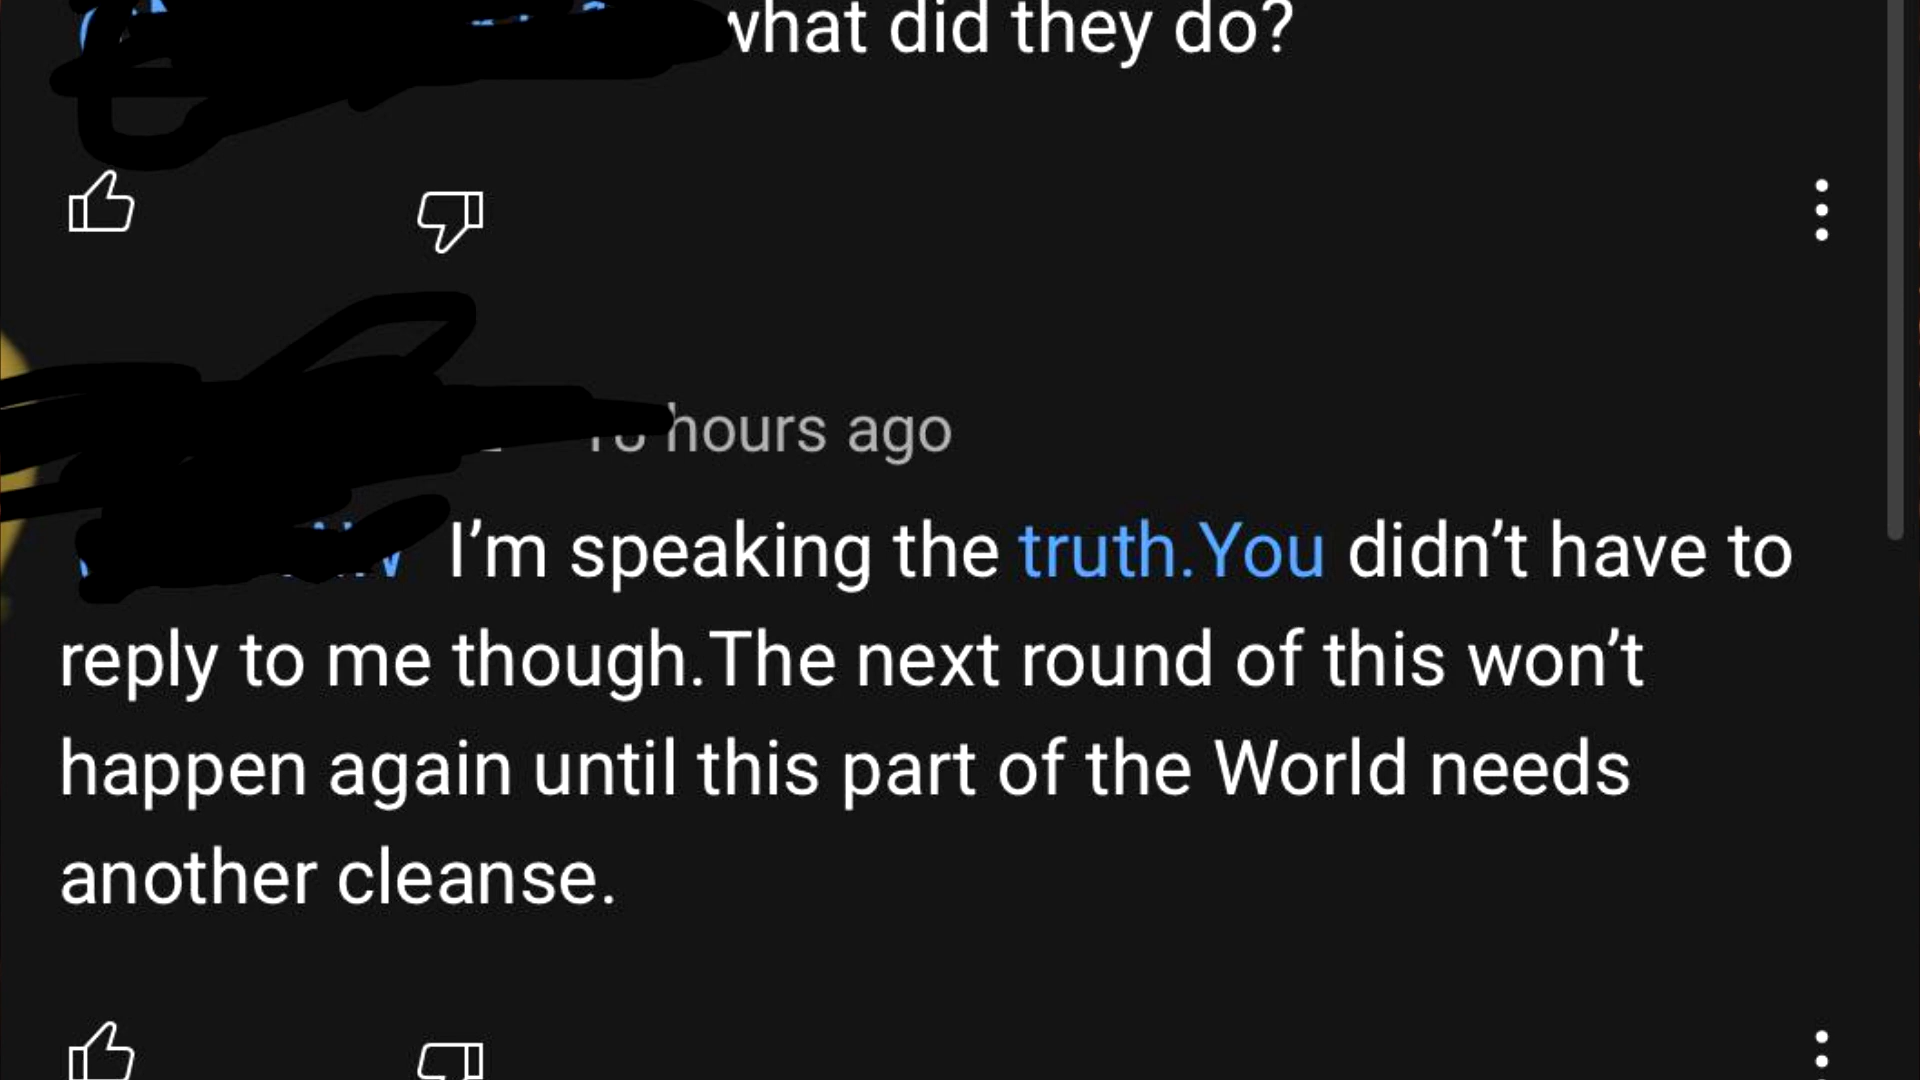 what did they do?
hours ago
I’m speaking the truth.You didn’t have to
reply to me though.The next round of this won’t
happen again until this part of the World needs
another cleanse.